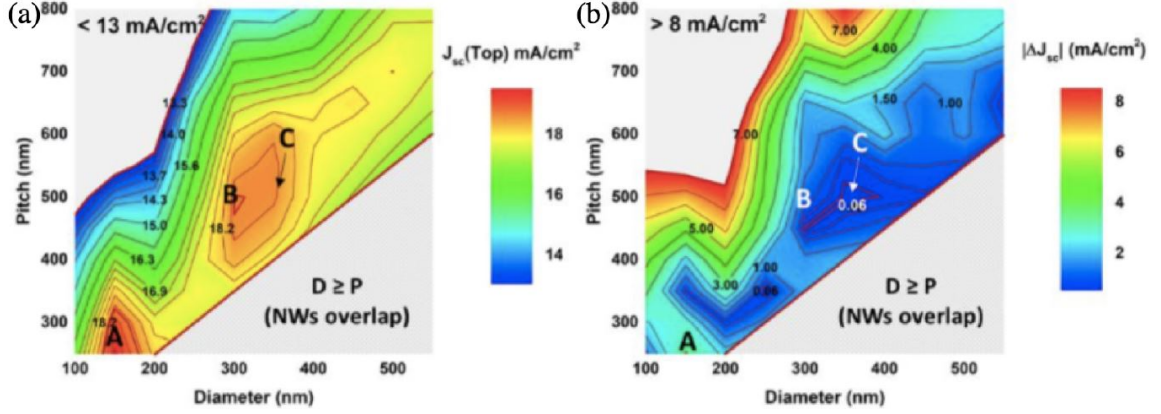 (a)
< 13 mA/cm²
Pitch (nm)
800
700
600
500
400
300
13.3
14.0
15.6
13.7
14.3
15.0
16.3
16.9
18.2
18.2
A
B
C
D ≥ P
(NWs overlap)
100 200 300 400 500
Diameter (nm)
Jsc(Top) mA/cm²
18
16
14
(b)
> 8 mA/cm²
Pitch (nm)
800
700
600
500
400
300
7.00
4.00
1.50
1.00
7.00
5.00
1.00
3.00
0.06
0.06
A
B
C
D ≥ P
(NWs overlap)
100 200 300 400 500
Diameter (nm)
|ΔJsc| (mA/cm²)
8
6
4
2